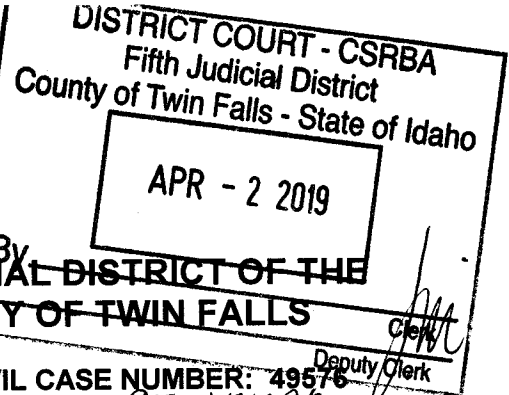 DISTRICT COURT - CSRBA
Fifth Judicial District
County of Twin Falls - State of Idaho
APR - 2 2019
By
AL DISTRICT OF THE
Y OF TWIN FALLS
Clerk
Deputy Clerk
VIL CASE NUMBER: 49576